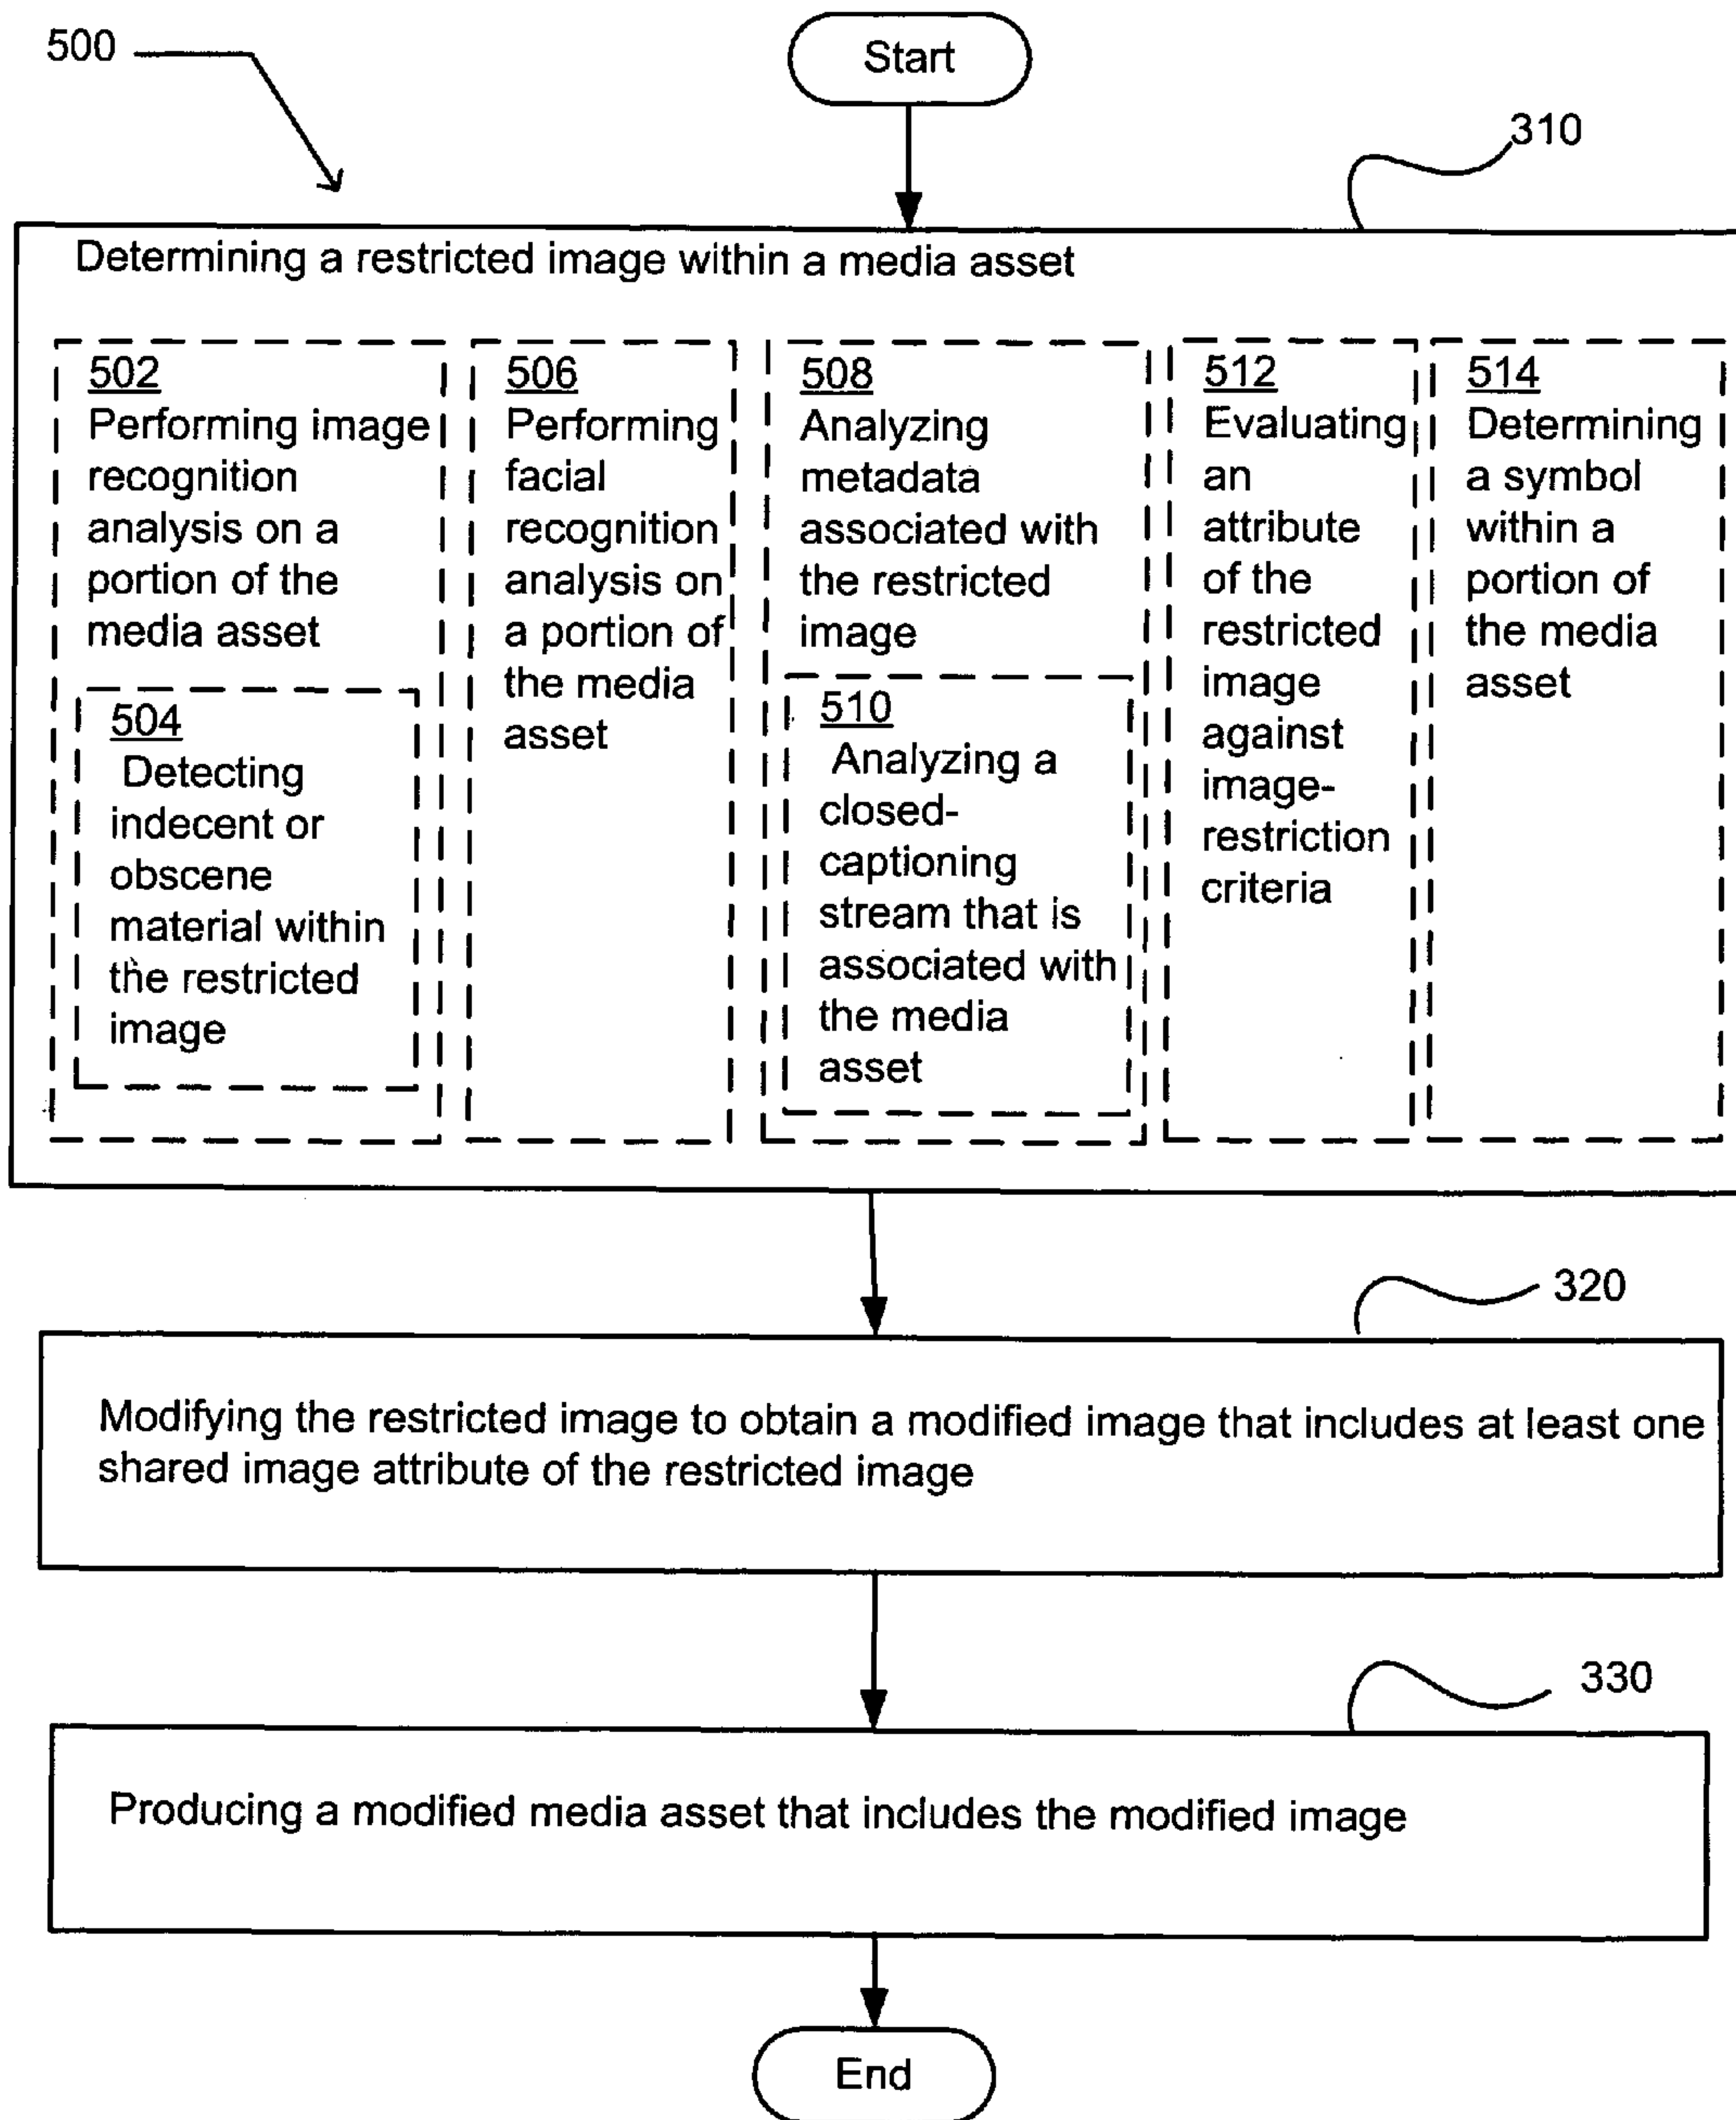 500
Start
310
Determining a restricted image within a media asset
502
Performing image
recognition
analysis on a
portion of the
media asset
504
Detecting
indecent or
obscene
material within
the restricted
image
506
Performing
facial
recognition
analysis on
a portion of
the media
asset
508
Analyzing
metadata
associated with
the restricted
image
510
Analyzing a
closed-
captioning
stream that is
associated with
the media
asset
512
Evaluating
an
attribute
of the
restricted
image
against
image-
restriction
criteria
514
Determining
a symbol
within a
portion of
the media
asset
320
Modifying the restricted image to obtain a modified image that includes at least one
shared image attribute of the restricted image
330
Producing a modified media asset that includes the modified image
End